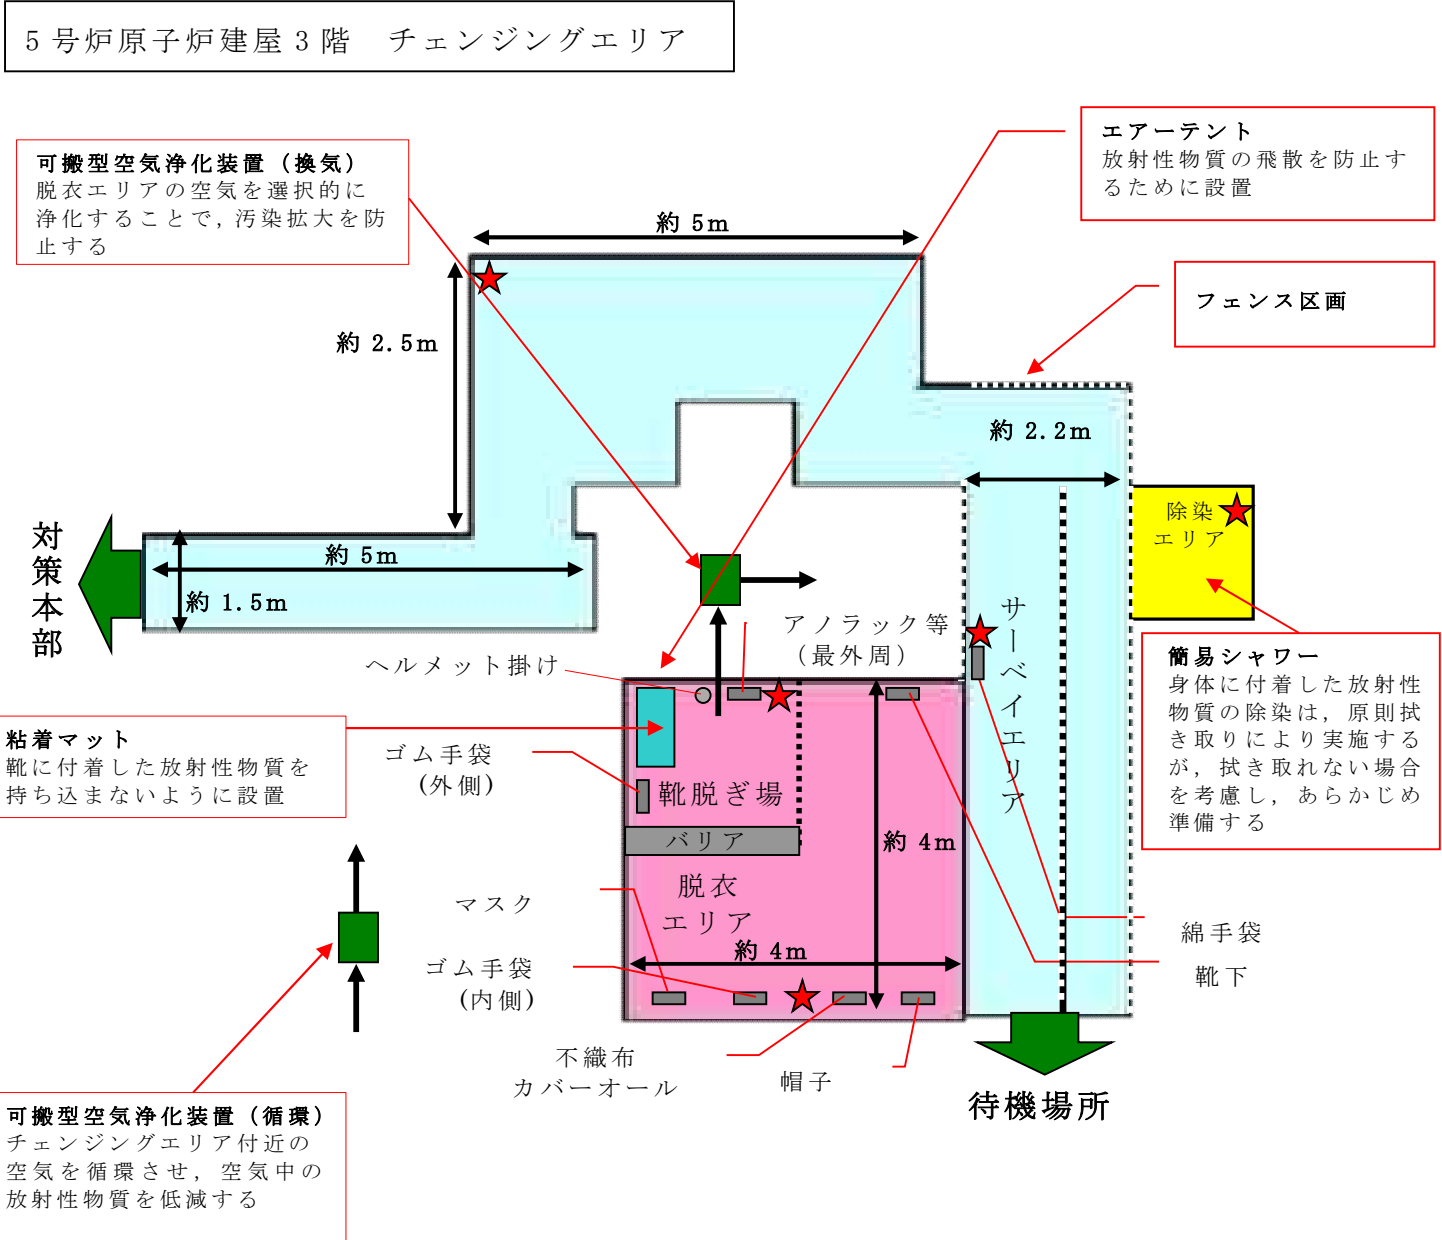 5号炉原子炉建屋3階　チェンジングエリア
エアーテント
放射性物質の飛散を防止す
るために設置
可搬型空気浄化装置（換気）
脱衣エリアの空気を選択的に
浄化することで，汚染拡大を防
止する
約 5m
フェンス区画
約 2.5m
約 2.2m
除染
エリア
対策本部
約 5m
約 1.5m
サーベイエリア
アノラック等
（最外周）
ヘルメット掛け
簡易シャワー
身体に付着した放射性
物質の除染は，原則拭
き取りにより実施する
が，拭き取れない場合
を考慮し，あらかじめ
準備する
粘着マット
靴に付着した放射性物質を
持ち込まないように設置
ゴム手袋
(外側)
靴脱ぎ場
バリア
約 4m
脱衣
エリア
マスク
約 4m
綿手袋
ゴム手袋
(内側)
靴下
不織布
カバーオール
帽子
待機場所
可搬型空気浄化装置（循環）
チェンジングエリア付近の
空気を循環させ，空気中の
放射性物質を低減する